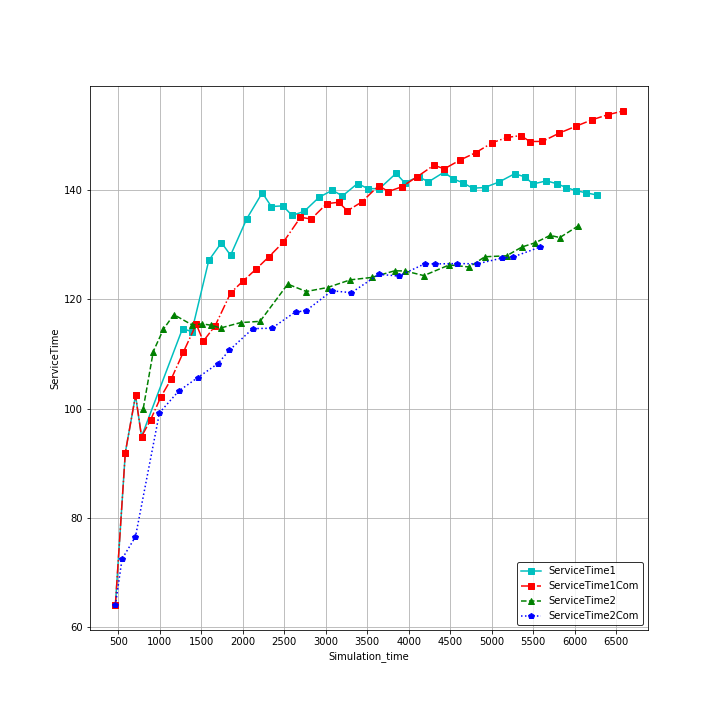 140
120
100
80
60
ServiceTime
500 1000 1500 2000 2500 3000 3500 4000 4500 5000 5500 6000 6500
Simulation_time
ServiceTime1
ServiceTime1Com
ServiceTime2
ServiceTime2Com